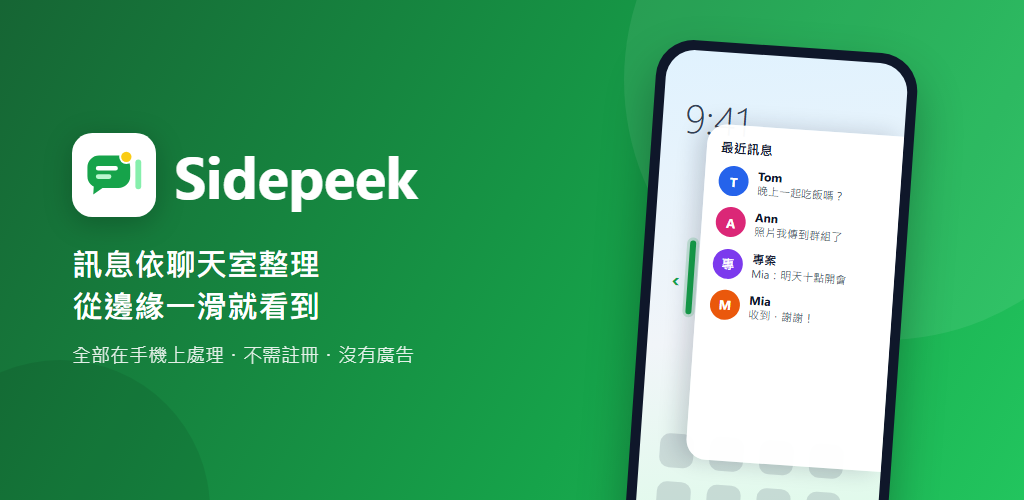 Sidepeek
訊息依聊天室整理
從邊緣一滑就看到
全部在手機上處理 · 不需註冊 · 沒有廣告
9:41
最近訊息
T
Tom
晚上一起吃飯嗎？
A
Ann
照片我傳到群組了
專
專案
Mia：明天十點開會
M
Mia
收到，謝謝！